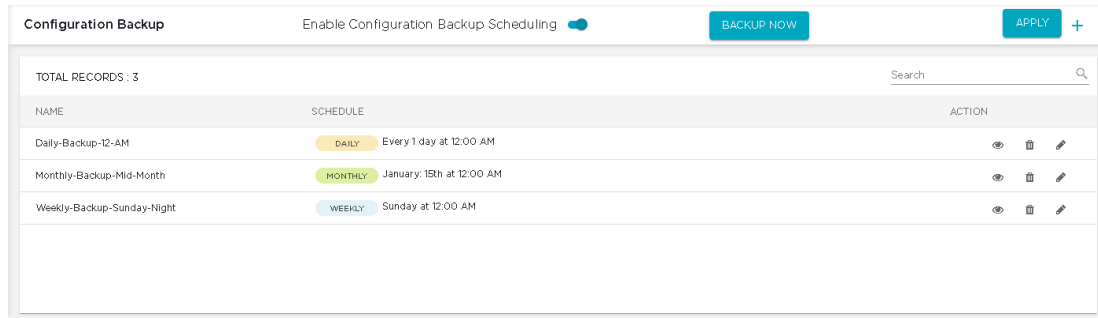 Configuration Backup Enable Configuration Backup Scheduling BACKUP NOW APPLY +
TOTAL RECORDS : 3 Search
NAME SCHEDULE ACTION
Daily-Backup-12-AM DAILY Every 1 day at 12:00 AM
Monthly-Backup-Mid-Month MONTHLY January: 15th at 12:00 AM
Weekly-Backup-Sunday-Night WEEKLY Sunday at 12:00 AM